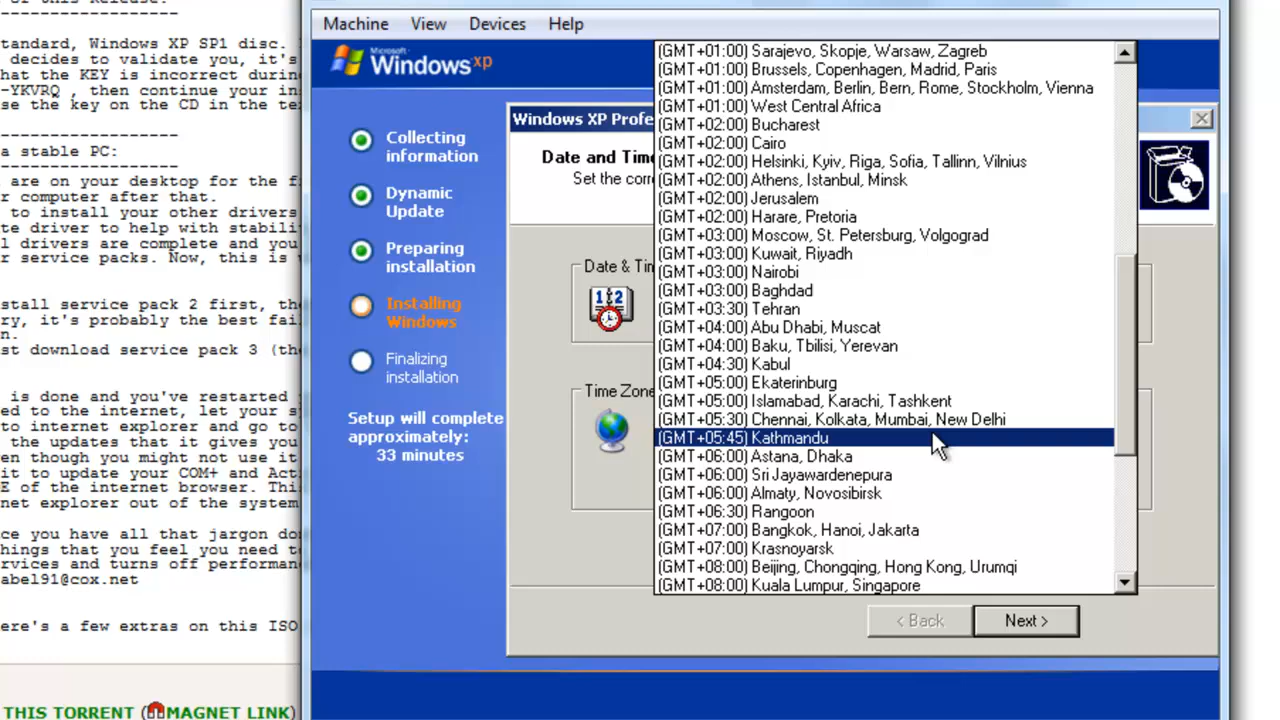 of this Release:
------------------
tandard, Windows XP SP1 disc.
decides to validate you, it's
hat the KEY is incorrect durin
-YKVRQ , then continue your in
se the key on the CD in the te
------------------
a stable PC:
------------------
are on your desktop for the f
r computer after that.
to install your other drivers
te driver to help with stabili
l drivers are complete and you
r service packs. Now, this is
stall service pack 2 first, the
ry, it's probably the best fai
n.
st download service pack 3 (the
is done and you've restarted
ed to the internet, let your s
to internet explorer and go to
the updates that it gives you
en though you might not use it
it to update your COM+ and Act
E of the internet browser. Thi
net explorer out of the system
ce you have all that jargon do
hings that you feel you need t
rvices and turns off performan
abel91@cox.net
ere's a few extras on this ISO
THIS TORRENT (MAGNET LINK)
Machine View Devices Help
Microsoft
Windows xp
Collecting
information
Dynamic
Update
Preparing
installation
Installing
Windows
Finalizing
installation
Setup will complete
approximately:
33 minutes
Windows XP Profe
Date and Time
Set the corre
Date & Tim
Time Zone
(GMT+01:00) Sarajevo, Skopje, Warsaw, Zagreb
(GMT+01:00) Brussels, Copenhagen, Madrid, Paris
(GMT+01:00) Amsterdam, Berlin, Bern, Rome, Stockholm, Vienna
(GMT+01:00) West Central Africa
(GMT+02:00) Bucharest
(GMT+02:00) Cairo
(GMT+02:00) Helsinki, Kyiv, Riga, Sofia, Tallinn, Vilnius
(GMT+02:00) Athens, Istanbul, Minsk
(GMT+02:00) Jerusalem
(GMT+02:00) Harare, Pretoria
(GMT+03:00) Moscow, St. Petersburg, Volgograd
(GMT+03:00) Kuwait, Riyadh
(GMT+03:00) Nairobi
(GMT+03:00) Baghdad
(GMT+03:30) Tehran
(GMT+04:00) Abu Dhabi, Muscat
(GMT+04:00) Baku, Tbilisi, Yerevan
(GMT+04:30) Kabul
(GMT+05:00) Ekaterinburg
(GMT+05:00) Islamabad, Karachi, Tashkent
(GMT+05:30) Chennai, Kolkata, Mumbai, New Delhi
(GMT+05:45) Kathmandu
(GMT+06:00) Astana, Dhaka
(GMT+06:00) Sri Jayawardenepura
(GMT+06:00) Almaty, Novosibirsk
(GMT+06:30) Rangoon
(GMT+07:00) Bangkok, Hanoi, Jakarta
(GMT+07:00) Krasnoyarsk
(GMT+08:00) Beijing, Chongqing, Hong Kong, Urumqi
(GMT+08:00) Kuala Lumpur, Singapore
< Back
Next >